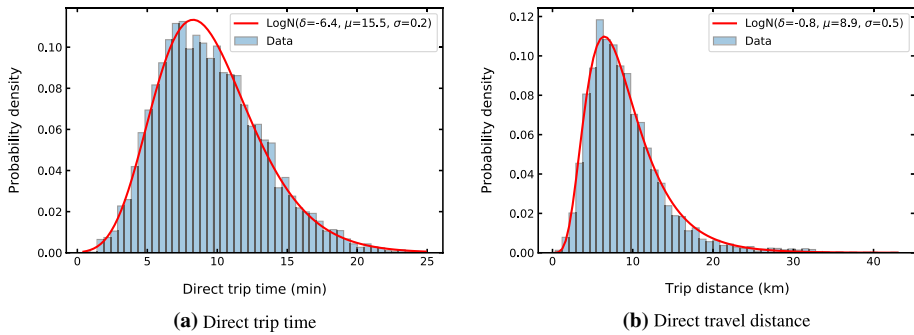 LogN(δ=-6.4, μ=15.5, σ=0.2)
Data
Probability density
0.10
0.08
0.06
0.04
0.02
0.00
0 5 10 15 20 25
Direct trip time (min)
(a) Direct trip time
LogN(δ=-0.8, μ=8.9, σ=0.5)
Data
Probability density
0.12
0.10
0.08
0.06
0.04
0.02
0.00
0 10 20 30 40
Trip distance (km)
(b) Direct travel distance